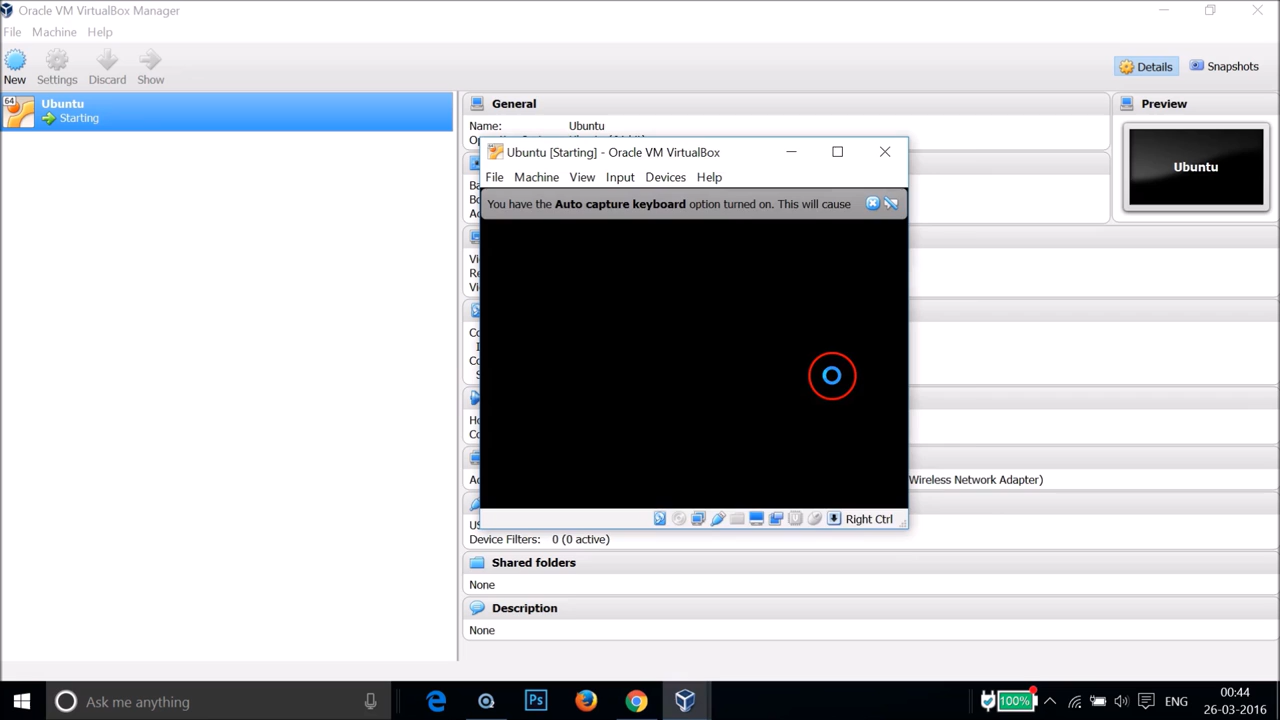 Oracle VM VirtualBox Manager
File Machine Help
New Settings Discard Show
Details Snapshots
64
Ubuntu
Starting
General
Name: Ubuntu
Preview
Ubuntu
Ubuntu [Starting] - Oracle VM VirtualBox
File Machine View Input Devices Help
You have the Auto capture keyboard option turned on. This will cause
Right Ctrl
Wireless Network Adapter)
Device Filters: 0 (0 active)
Shared folders
None
Description
None
Ask me anything
Ps
100%
ENG
00:44
26-03-2016